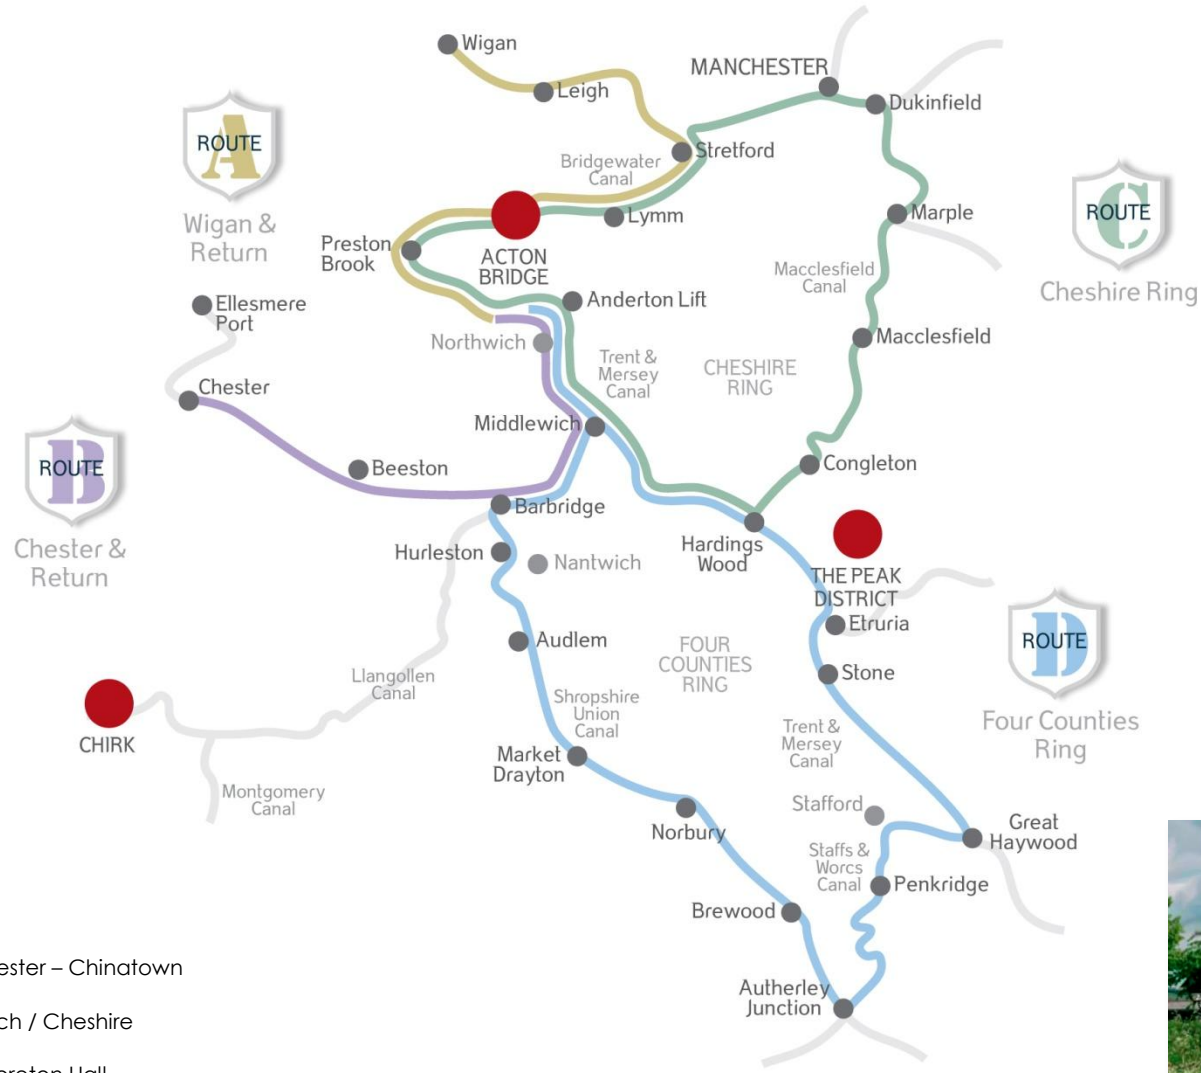 Wigan
Leigh
MANCHESTER
Dukinfield
ROUTE
A
Wigan &
Return
Bridgewater
Canal
Stretford
Lymm
Marple
ROUTE
C
Cheshire Ring
Preston
Brook
ACTON
BRIDGE
Macclesfield
Canal
Ellesmere
Port
Anderton Lift
Northwich
Trent &
Mersey
Canal
CHESHIRE
RING
Macclesfield
Chester
Middlewich
ROUTE
B
Chester &
Return
Beeston
Congleton
Barbridge
Hurleston
Nantwich
Hardings
Wood
THE PEAK
DISTRICT
Etruria
ROUTE
D
Four Counties
Ring
Audlem
FOUR
COUNTIES
RING
Stone
Llangollen
Canal
Shropshire
Union
Canal
CHIRK
Trent &
Mersey
Canal
Market
Drayton
Montgomery
Canal
Stafford
Norbury
Great
Haywood
Staffs &
Worcs
Canal
Penkridge
Brewood
Autherley
Junction
ester – Chinatown
ch / Cheshire